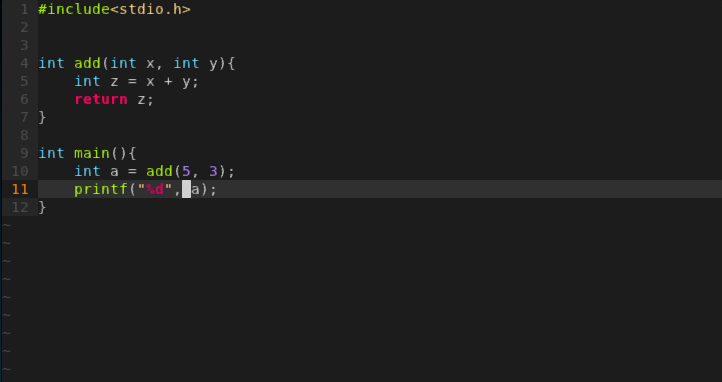 1 #include<stdio.h>
2
3
4 int add(int x, int y){
5     int z = x + y;
6     return z;
7 }
8
9 int main(){
10     int a = add(5, 3);
11     printf("%d", a);
12 }
~
~
~
~
~
~
~
~
~